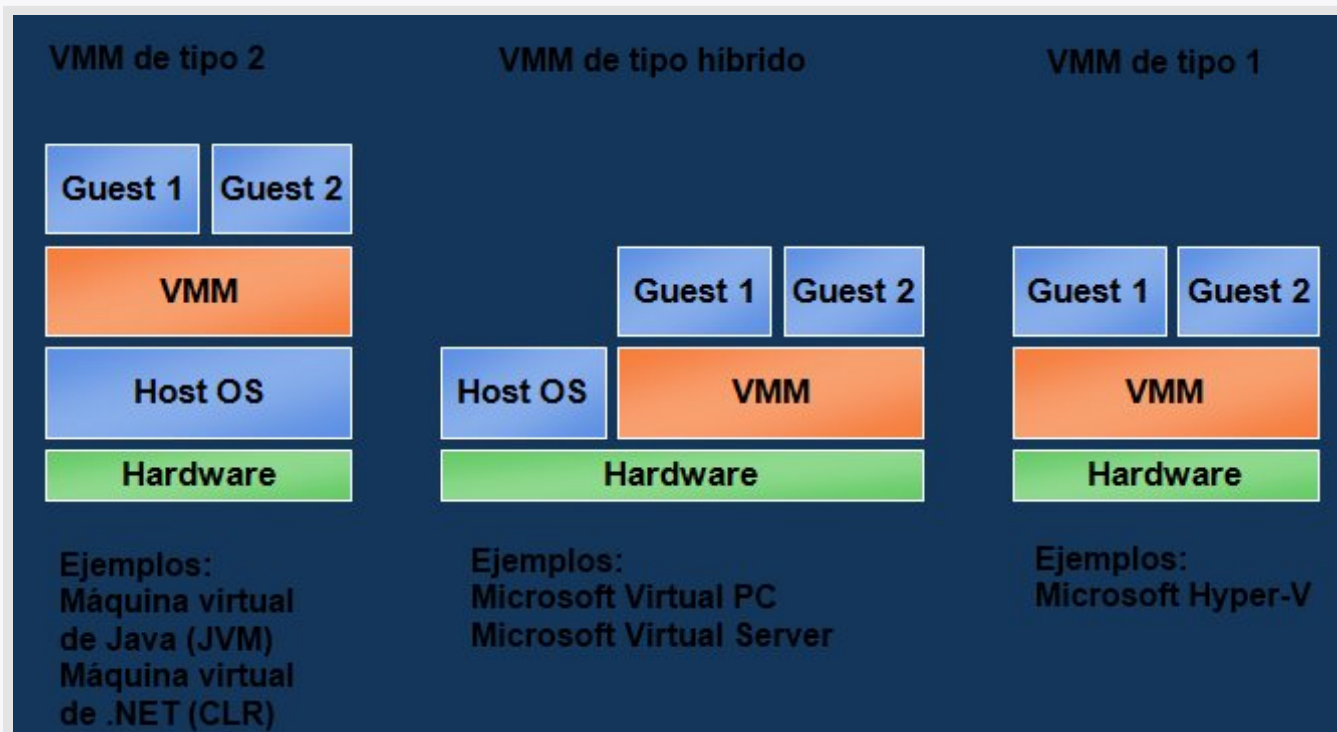 VMM de tipo 2
Guest 1
Guest 2
VMM
Host OS
Hardware
Ejemplos:
Máquina virtual
de Java (JVM)
Máquina virtual
de .NET (CLR)
VMM de tipo híbrido
Guest 1
Guest 2
Host OS
VMM
Hardware
Ejemplos:
Microsoft Virtual PC
Microsoft Virtual Server
VMM de tipo 1
Guest 1
Guest 2
VMM
Hardware
Ejemplos:
Microsoft Hyper-V